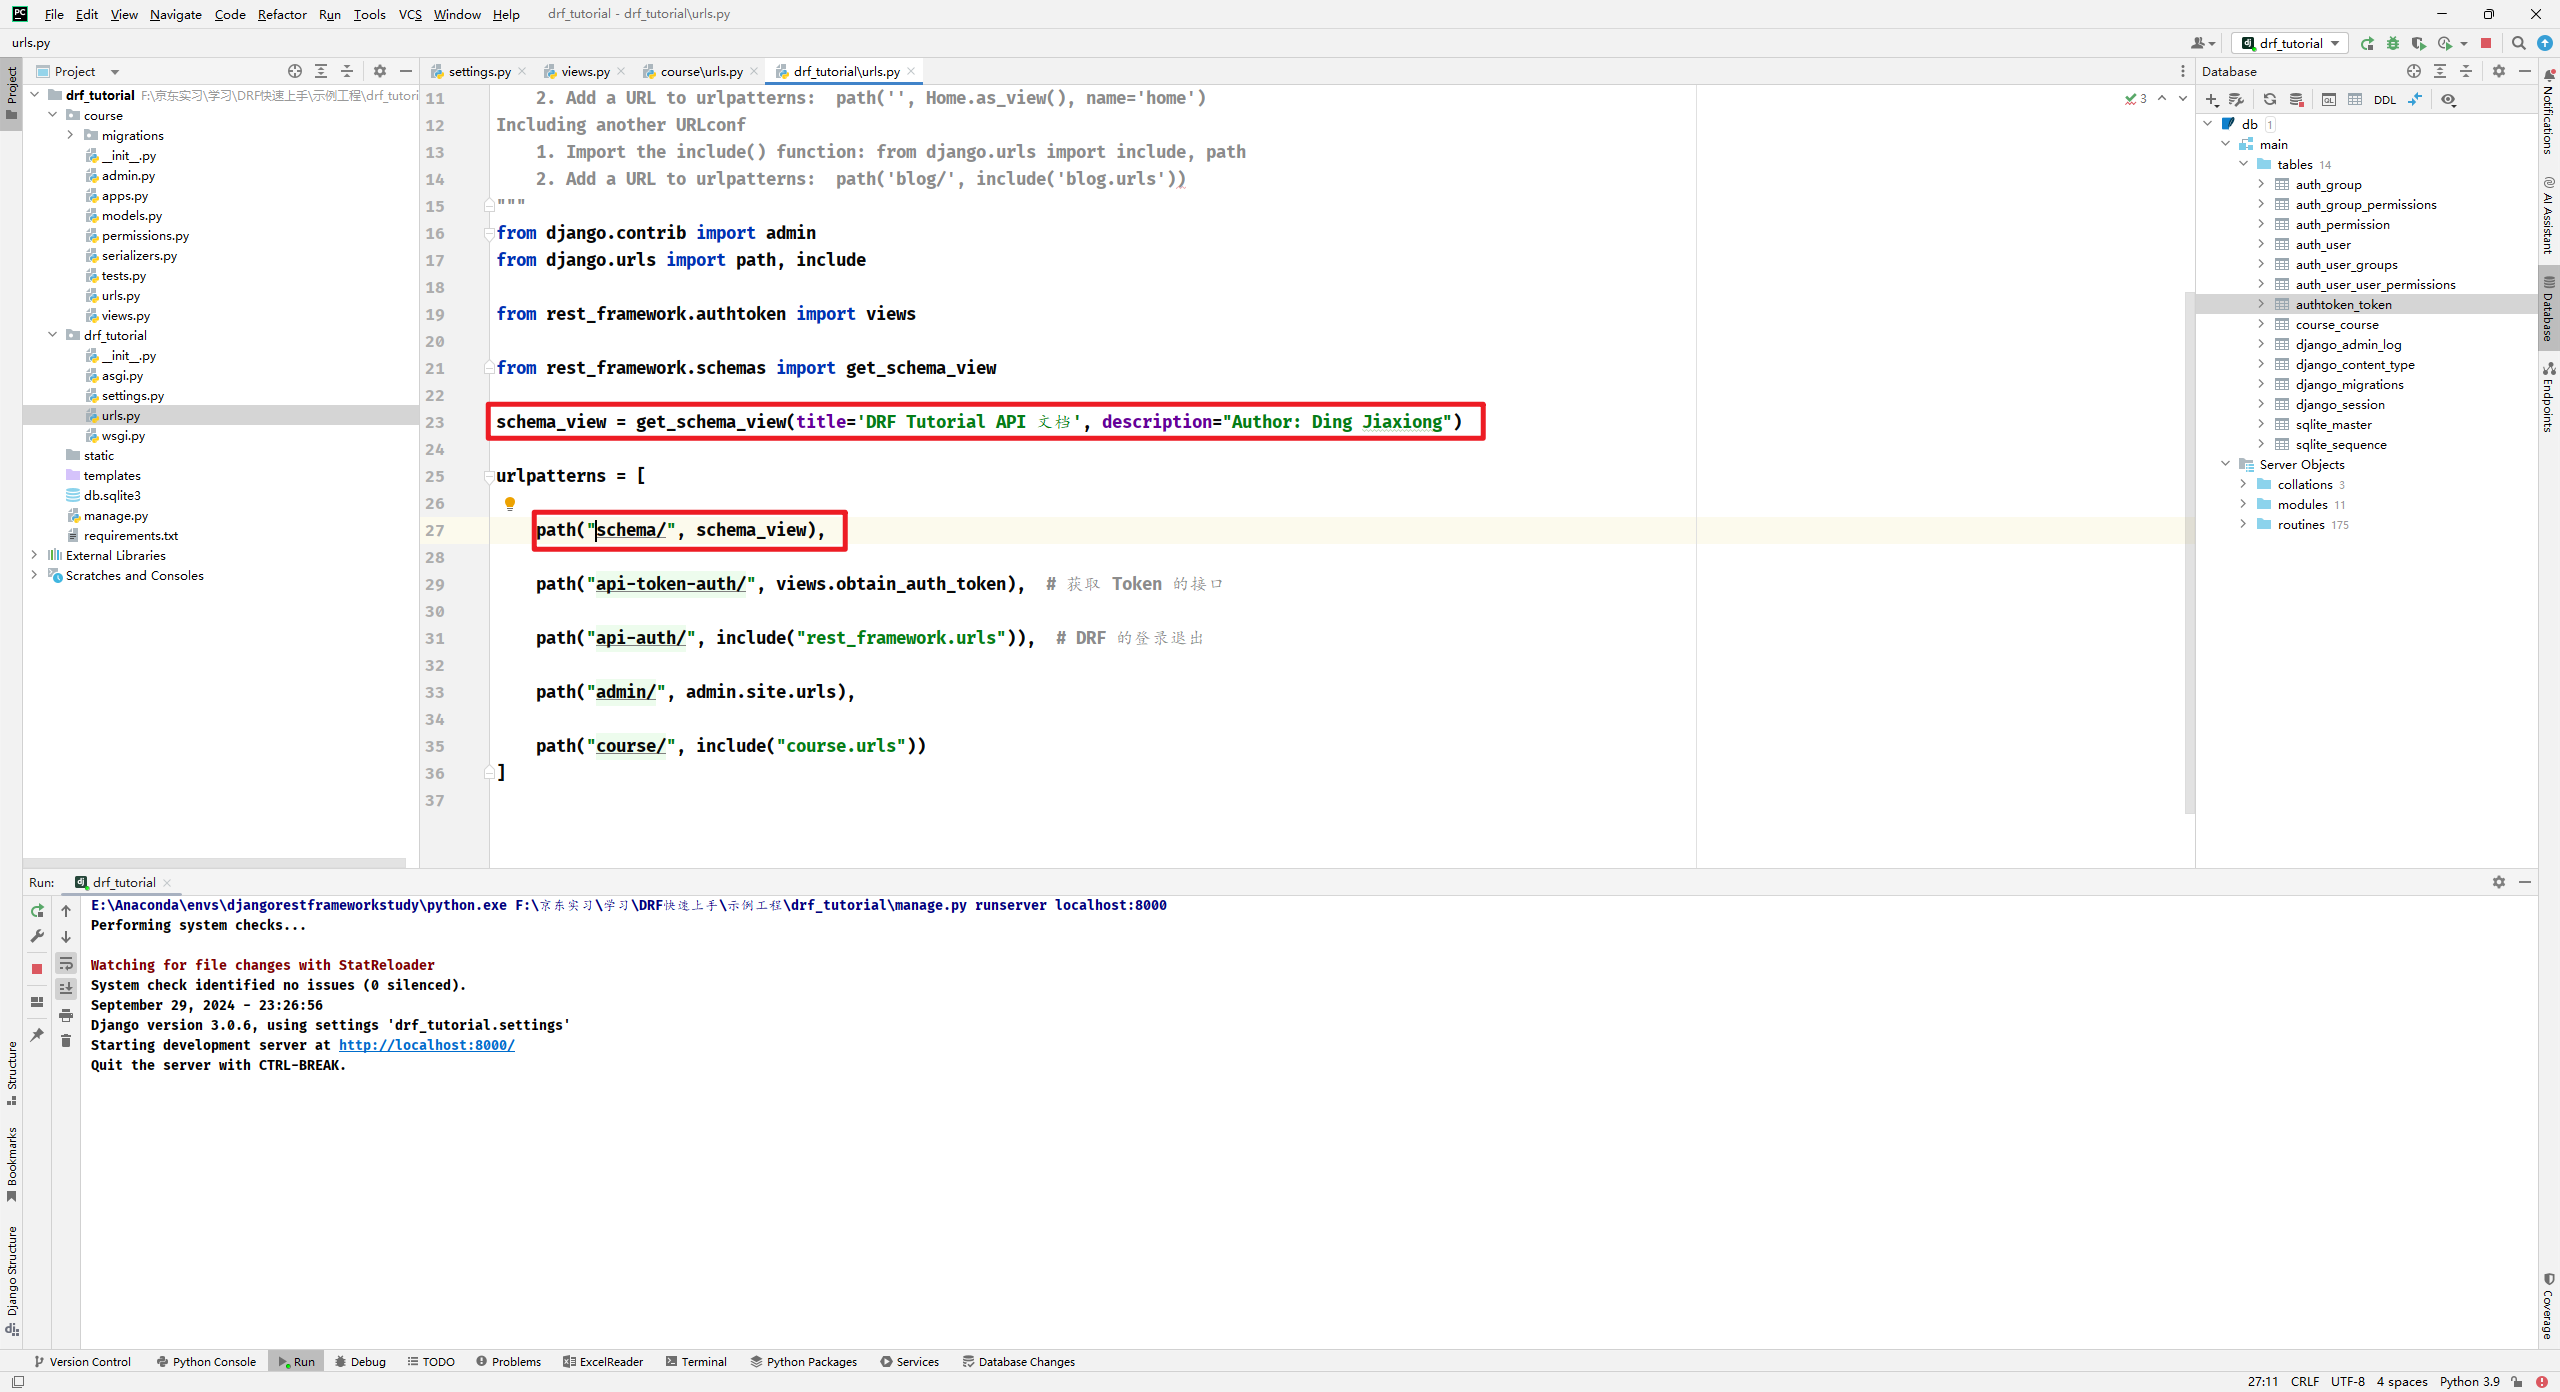 File Edit View Navigate Code Refactor Run Tools VCS Window Help drf_tutorial - drf_tutorial\urls.py
urls.py
drf_tutorial
Project
settings.py
views.py
course\urls.py
drf_tutorial\urls.py
Database
drf_tutorial F:\京东实习\学习\DRF快速上手\示例工程\drf_tutori
course
migrations
__init__.py
admin.py
apps.py
models.py
permissions.py
serializers.py
tests.py
urls.py
views.py
drf_tutorial
__init__.py
asgi.py
settings.py
urls.py
wsgi.py
static
templates
db.sqlite3
manage.py
requirements.txt
External Libraries
Scratches and Consoles
3
11 2. Add a URL to urlpatterns:  path('', Home.as_view(), name='home')
12 Including another URLconf
13 1. Import the include() function: from django.urls import include, path
14 2. Add a URL to urlpatterns:  path('blog/', include('blog.urls'))
15 """
16 from django.contrib import admin
17 from django.urls import path, include
18
19 from rest_framework.authtoken import views
20
21 from rest_framework.schemas import get_schema_view
22
23 schema_view = get_schema_view(title='DRF Tutorial API 文档', description="Author: Ding Jiaxiong")
24
25 urlpatterns = [
26
27 path("schema/", schema_view),
28
29 path("api-token-auth/", views.obtain_auth_token),  # 获取 Token 的接口
30
31 path("api-auth/", include("rest_framework.urls")),  # DRF 的登录退出
32
33 path("admin/", admin.site.urls),
34
35 path("course/", include("course.urls"))
36 ]
37
DDL
db 1
main
tables 14
auth_group
auth_group_permissions
auth_permission
auth_user
auth_user_groups
auth_user_user_permissions
authtoken_token
course_course
django_admin_log
django_content_type
django_migrations
django_session
sqlite_master
sqlite_sequence
Server Objects
collations 3
modules 11
routines 175
Project
Structure
Bookmarks
Django Structure
Notifications
AI Assistant
Database
Endpoints
Coverage
Run: drf_tutorial
E:\Anaconda\envs\djangorestframeworkstudy\python.exe F:\京东实习\学习\DRF快速上手\示例工程\drf_tutorial\manage.py runserver localhost:8000
Performing system checks...
Watching for file changes with StatReloader
System check identified no issues (0 silenced).
September 29, 2024 - 23:26:56
Django version 3.0.6, using settings 'drf_tutorial.settings'
Starting development server at http://localhost:8000/
Quit the server with CTRL-BREAK.
Version Control Python Console Run Debug TODO Problems ExcelReader Terminal Python Packages Services Database Changes
27:11 CRLF UTF-8 4 spaces Python 3.9